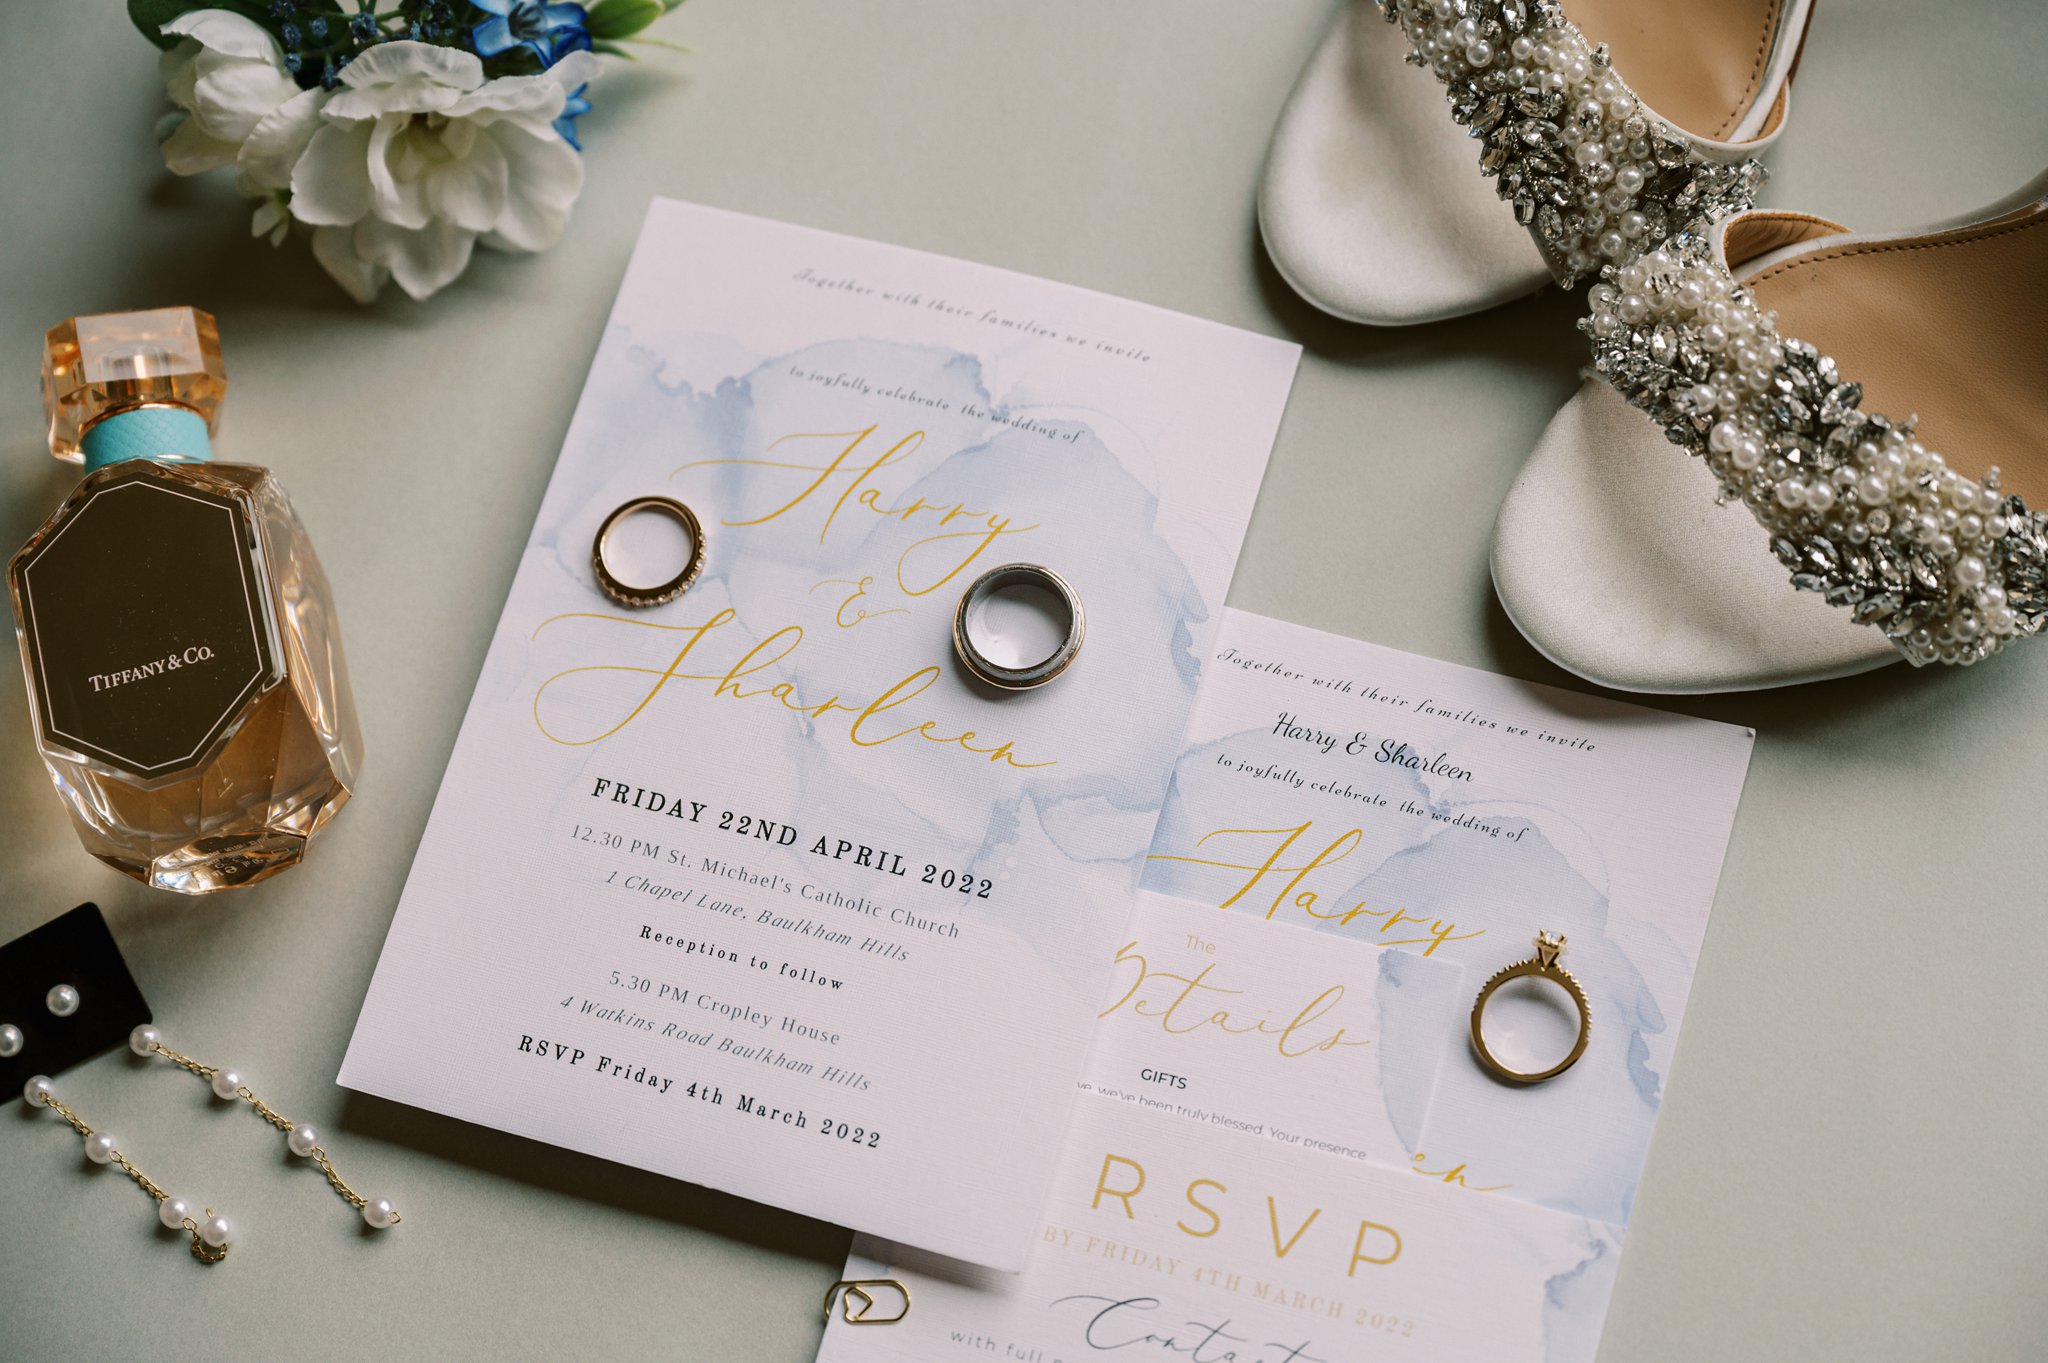 TIFFANY & CO.
Together with their families we invite
to joyfully celebrate the wedding of
Harry
&
Sharleen
FRIDAY 22ND APRIL 2022
12.30 PM St. Michael's Catholic Church
1 Chapel Lane, Baulkham Hills
Reception to follow
5.30 PM Cropley House
4 Watkins Road Baulkham Hills
RSVP Friday 4th March 2022
Together with their families we invite
Harry & Sharleen
to joyfully celebrate the wedding of
Harry
en
The
Details
GIFTS
we've been truly blessed. Your presence
RSVP
BY FRIDAY 4TH MARCH 2022
Contact
with full